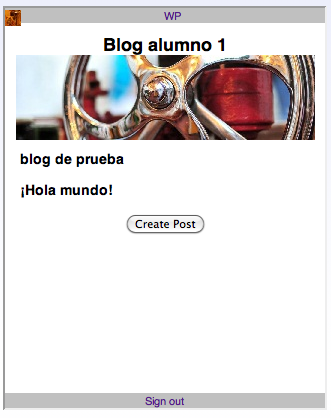 WP
Blog alumno 1
blog de prueba
¡Hola mundo!
Create Post
Sign out